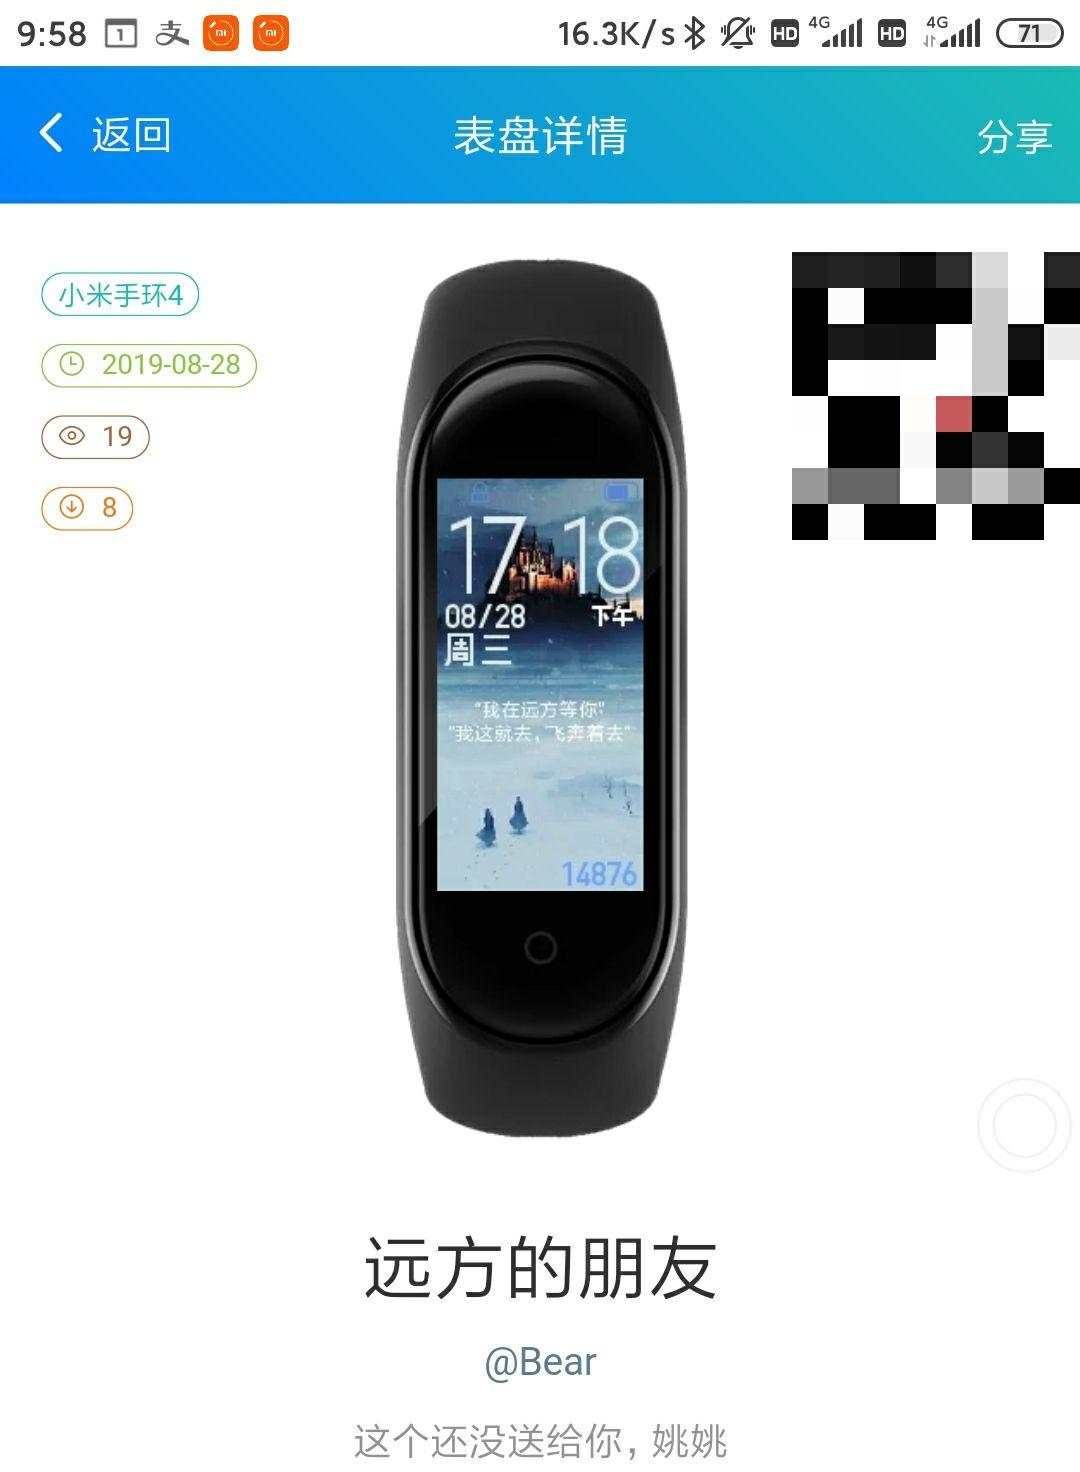 9:58 1 支 16.3K/s HD 4G HD 4G 71
返回 表盘详情 分享
小米手环4
2019-08-28
19
8
17 18
08/28 下午
周三
“我在远方等你”
“我这就去，飞奔着去”
14876
远方的朋友
@Bear
这个还没送给你，姚姚